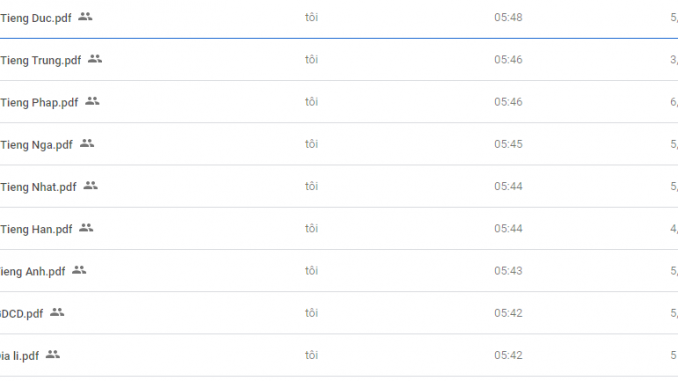 Tieng Duc.pdf tôi 05:48 5,
Tieng Trung.pdf tôi 05:46 3,
Tieng Phap.pdf tôi 05:46 6,
Tieng Nga.pdf tôi 05:45 5,
Tieng Nhat.pdf tôi 05:44 5,
Tieng Han.pdf tôi 05:44 4,
ieng Anh.pdf tôi 05:43 5,
GDCD.pdf tôi 05:42 5,
ia li.pdf tôi 05:42 5